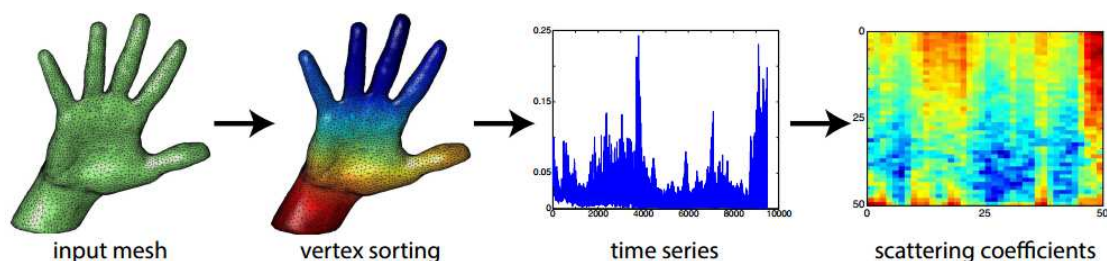 0.25
0.15
0.05
0
0 2000 4000 6000 8000 10000
0
25
50
0 25 50
input mesh
vertex sorting
time series
scattering coefficients